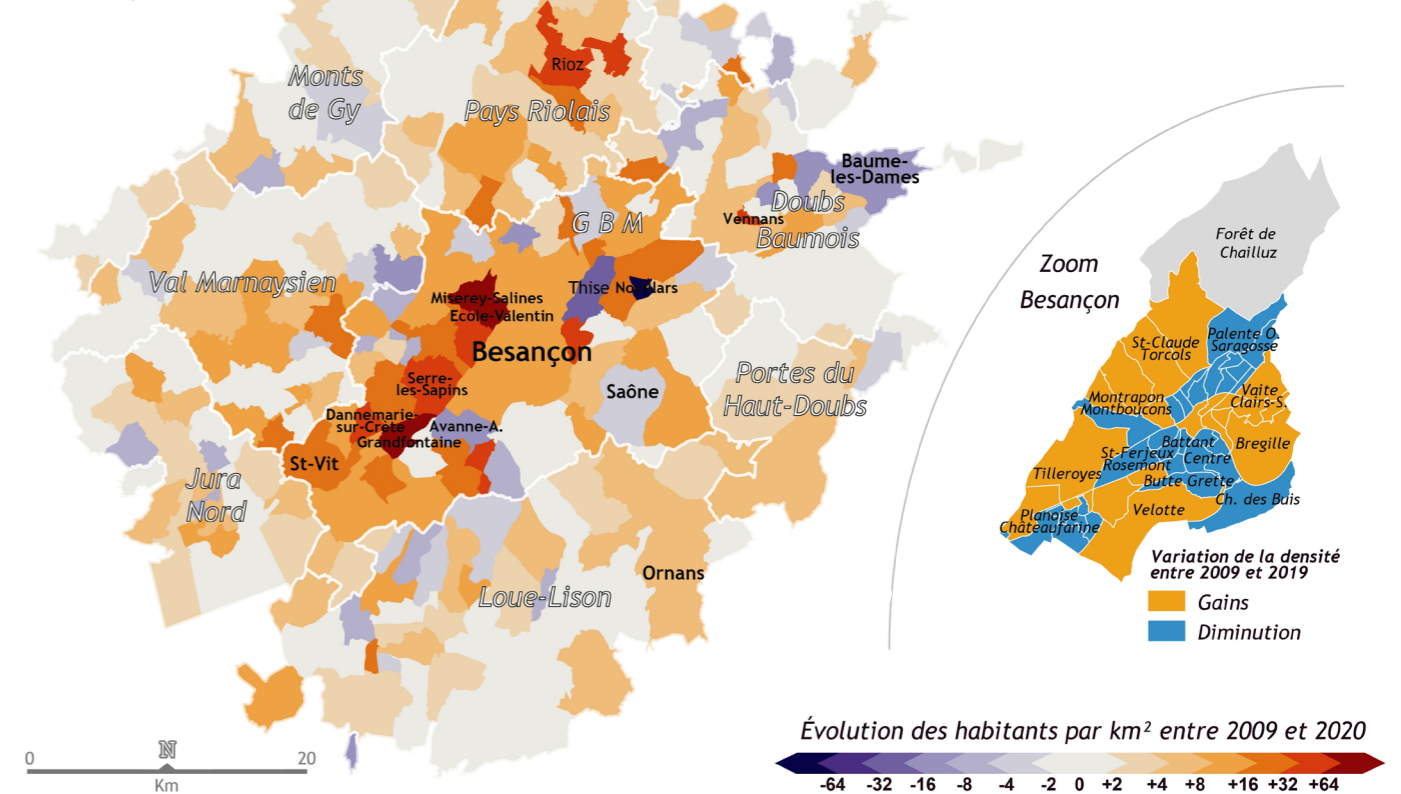 Rioz
Monts
de Gy
Pays Riolais
Baume-
les-Dames
Doubs
Vennans
Baumois
G B M
Val Marnaysien
Thise
Miserey-Salines
Ecole-Valentin
Besançon
Serre-
les-Sapins
Saône
Portes du
Haut-Doubs
Dannemarie-
sur-Crète
Avanne-A.
Grandfontaine
St-Vit
Jura
Nord
Ornans
Loue-Lison
0
N
20
Km
Zoom
Besançon
Forêt de
Chailluz
Palente O.
Saragosse
St-Claude
Torcols
Vaite
Clairs-S.
Montrapon
Montboucons
Battant
Bregille
St-Ferjeux
Centre
Rosemont
Tilleroyes
Butte
Grette
Ch. des Buis
Velotte
Planoise
Châteaufarine
Variation de la densité
entre 2009 et 2019
Gains
Diminution
Évolution des habitants par km² entre 2009 et 2020
-64 -32 -16 -8 -4 -2 0 +2 +4 +8 +16 +32 +64